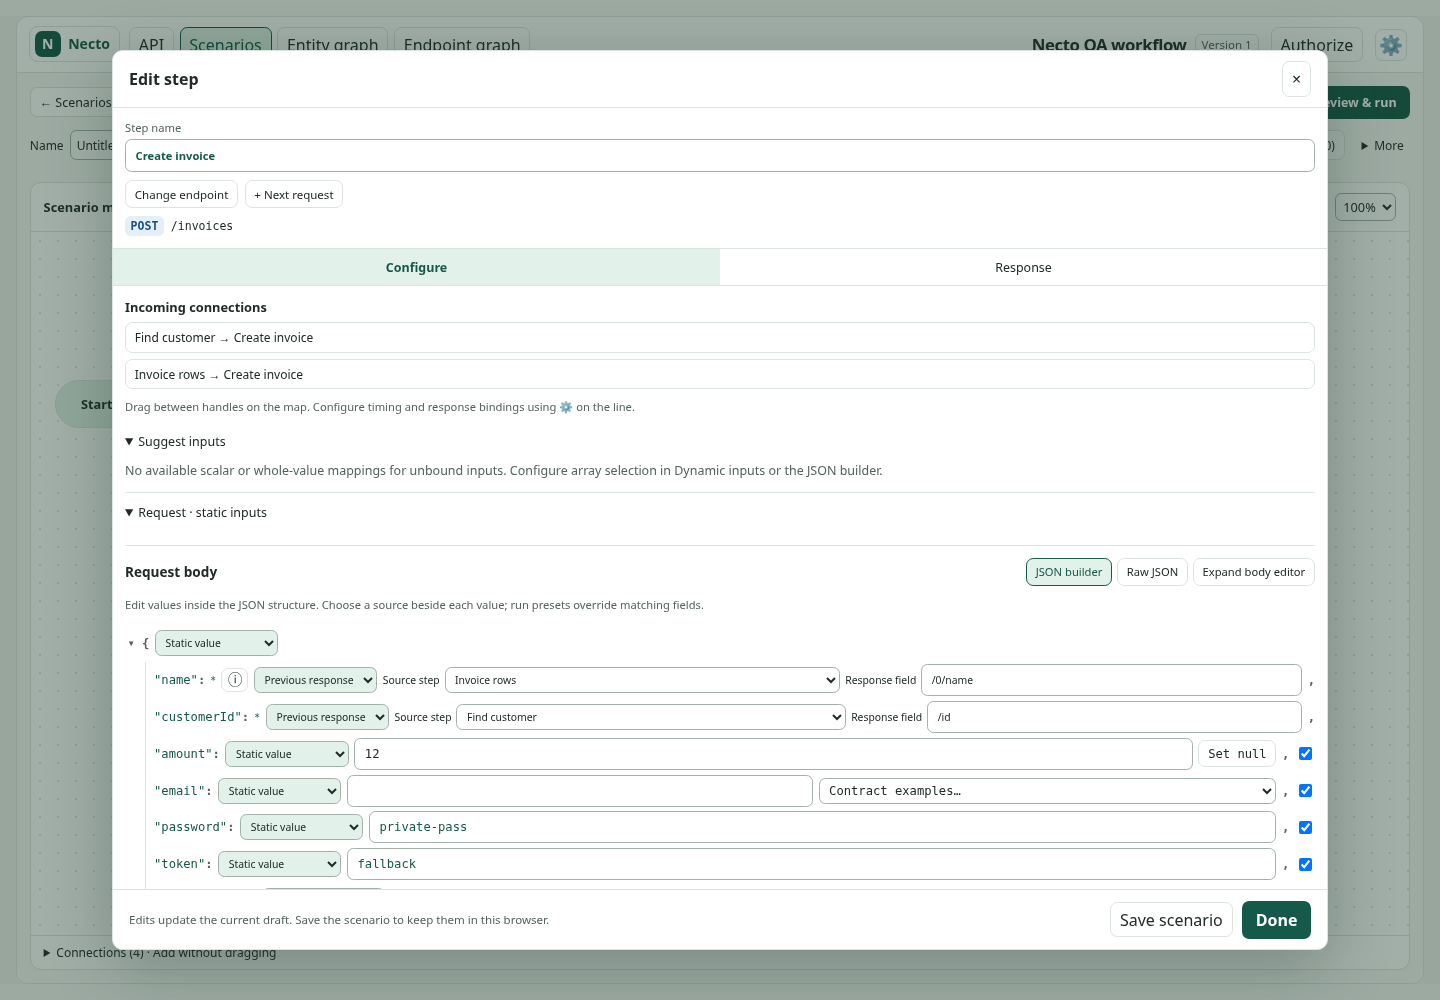 N Necto API Scenarios Entity graph Endpoint graph Necto QA workflow Version 1 Authorize
Edit step ×
← Scenarios view & run
Name Untitle 0) ▶ More
Step name
Create invoice
Change endpoint + Next request
Scenario m 100%
POST /invoices
Configure Response
Incoming connections
Find customer → Create invoice
Invoice rows → Create invoice
Start
Drag between handles on the map. Configure timing and response bindings using ⚙️ on the line.
▼ Suggest inputs
No available scalar or whole-value mappings for unbound inputs. Configure array selection in Dynamic inputs or the JSON builder.
▼ Request · static inputs
Request body JSON builder Raw JSON Expand body editor
Edit values inside the JSON structure. Choose a source beside each value; run presets override matching fields.
▾ { Static value
"name": * ⓘ Previous response Source step Invoice rows Response field /0/name ,
"customerId": * Previous response Source step Find customer Response field /id ,
"amount": Static value 12 Set null ,
"email": Static value Contract examples… ,
"password": Static value private-pass ,
"token": Static value fallback ,
Edits update the current draft. Save the scenario to keep them in this browser. Save scenario Done
▶ Connections (4) · Add without dragging